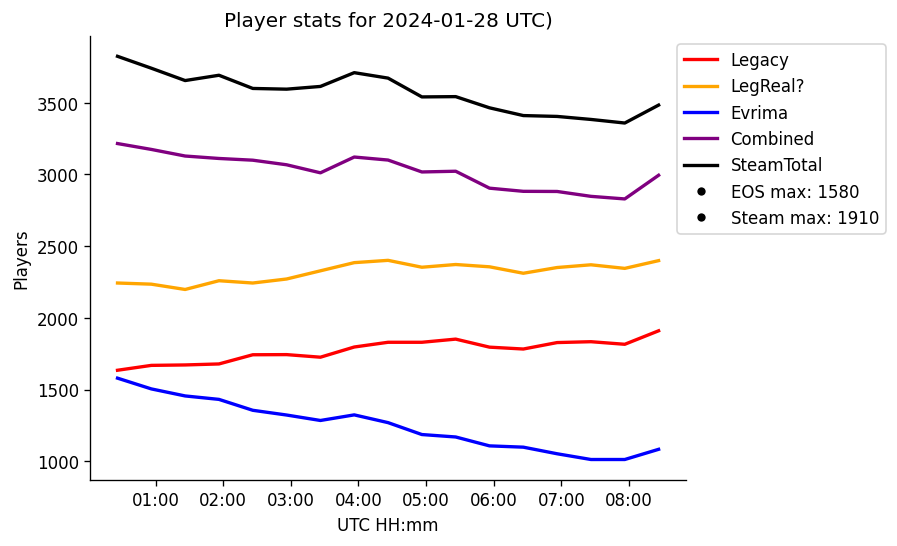 Player stats for 2024-01-28 UTC)
Legacy
LegReal?
Evrima
Combined
SteamTotal
EOS max: 1580
Steam max: 1910
Players
3500
3000
2500
2000
1500
1000
01:00 02:00 03:00 04:00 05:00 06:00 07:00 08:00
UTC HH:mm